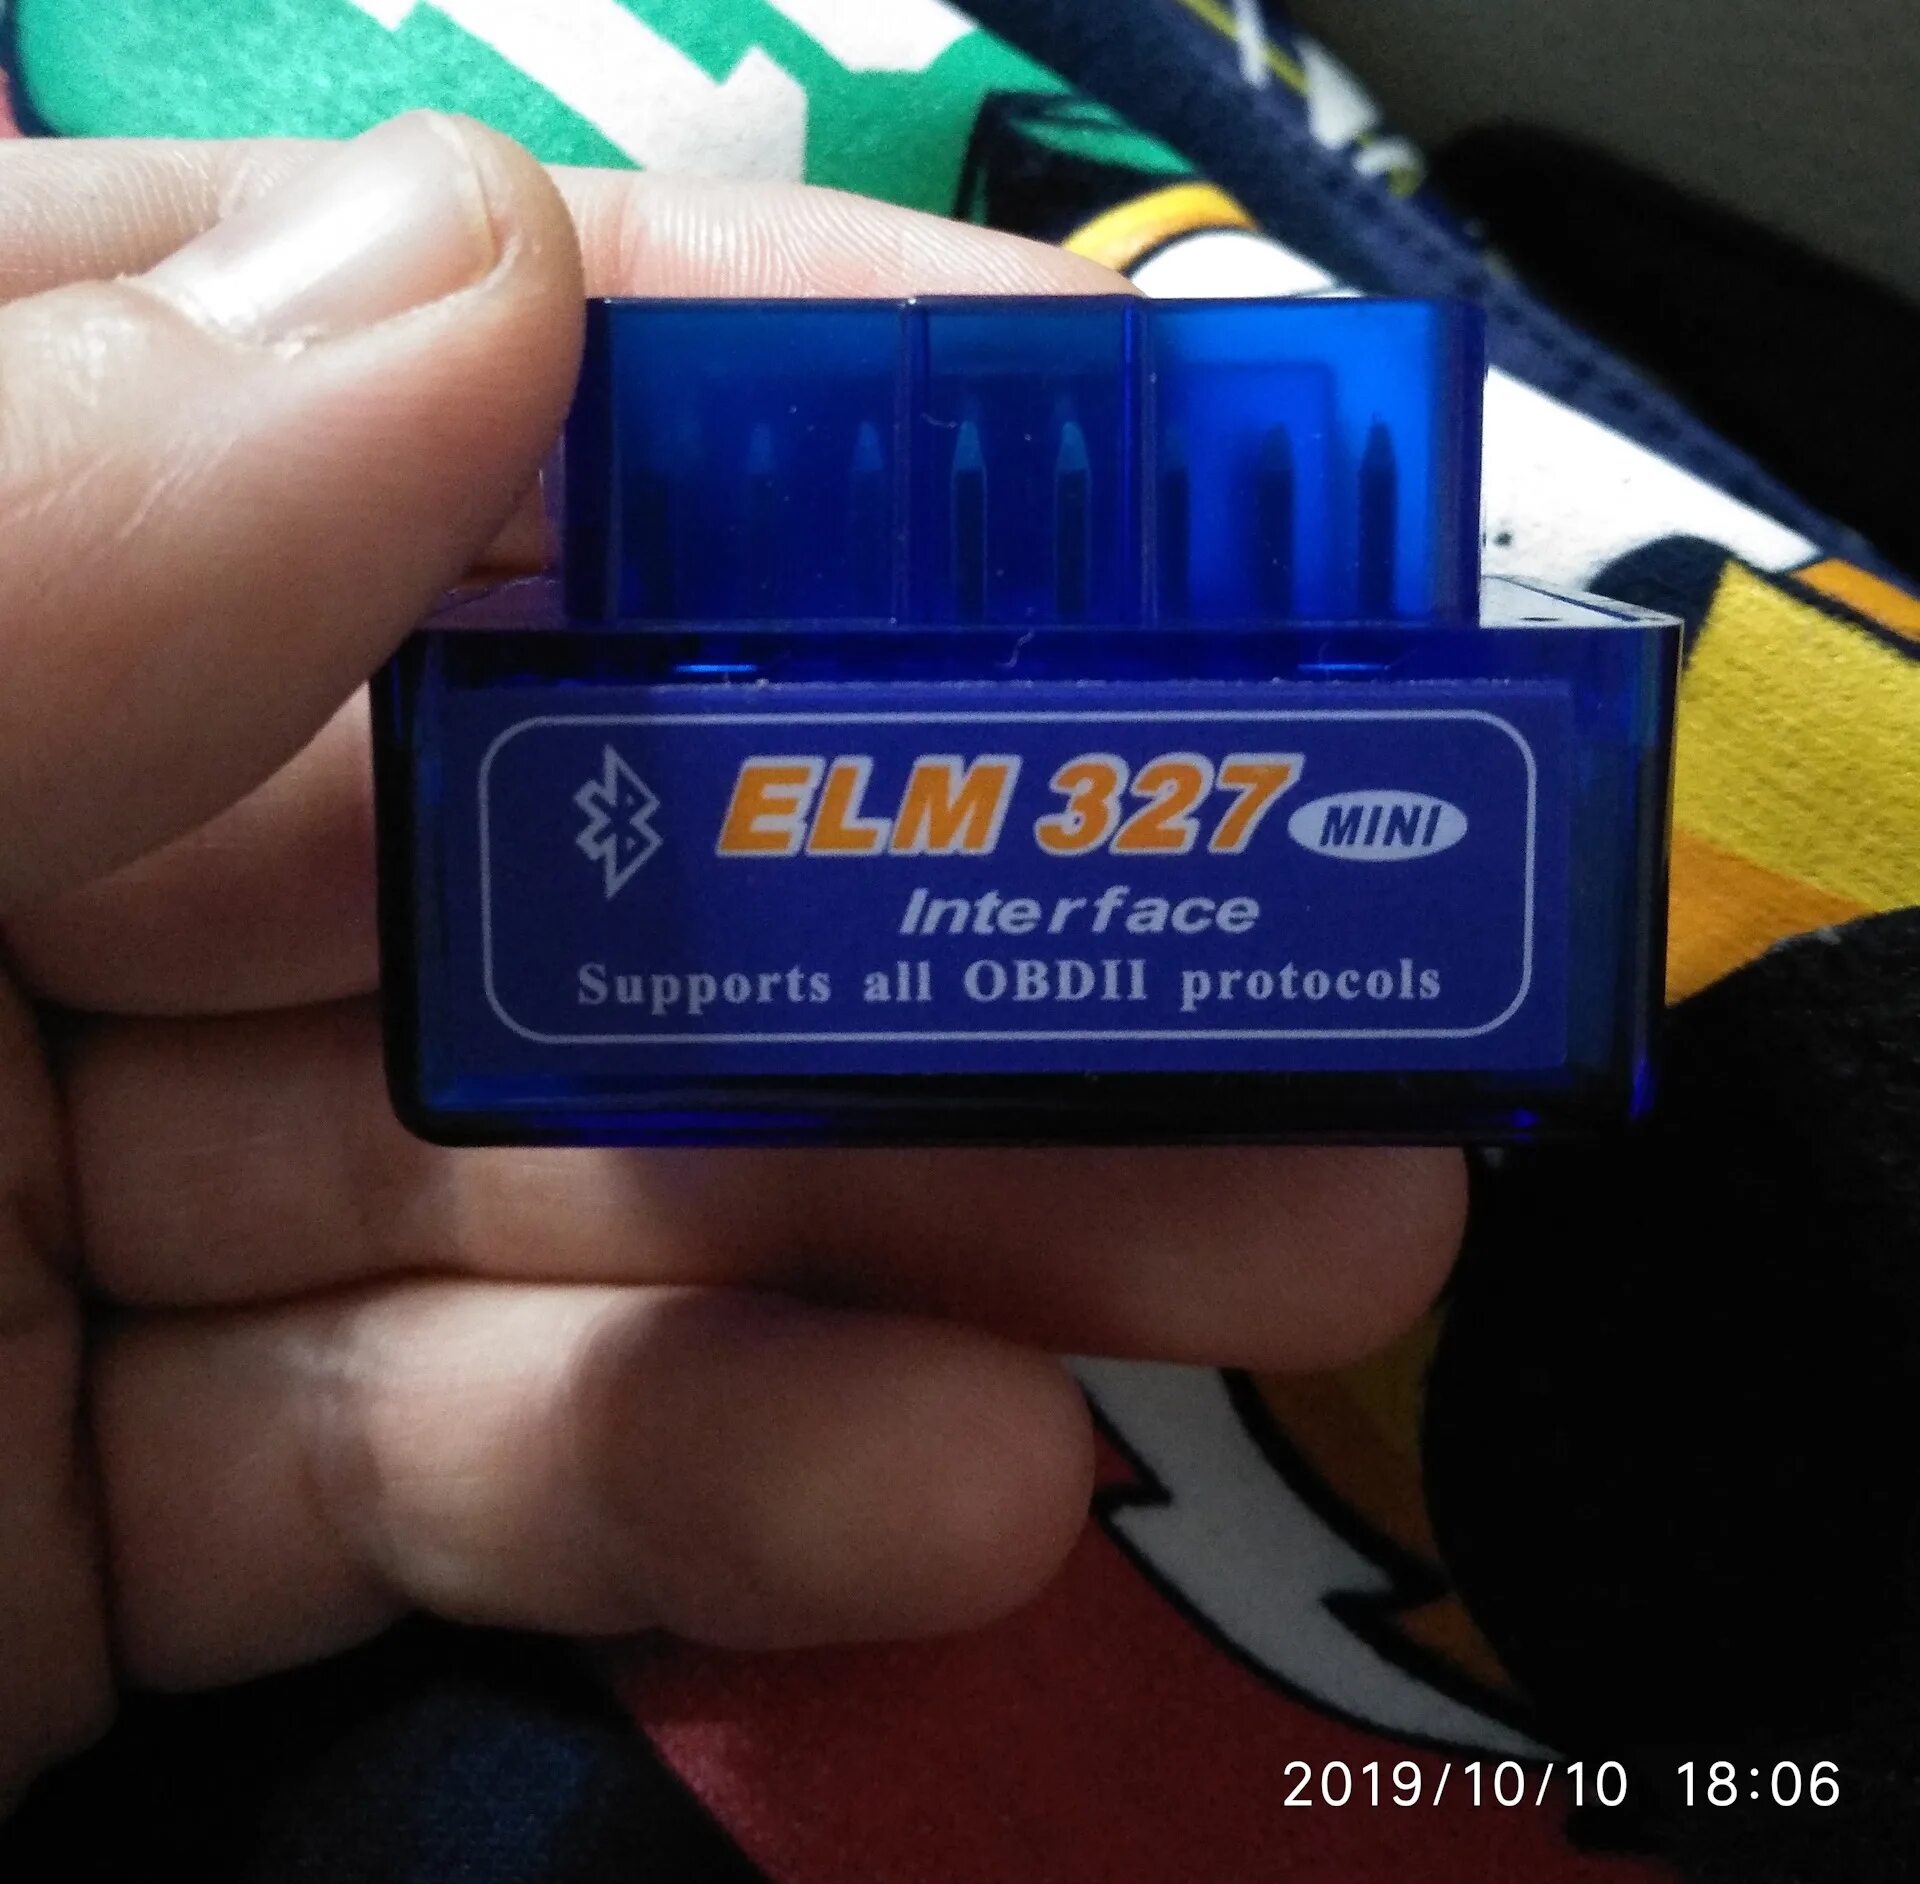 ELM 327 MINI
Interface
Supports all OBDII protocols
2019/10/10 18:06